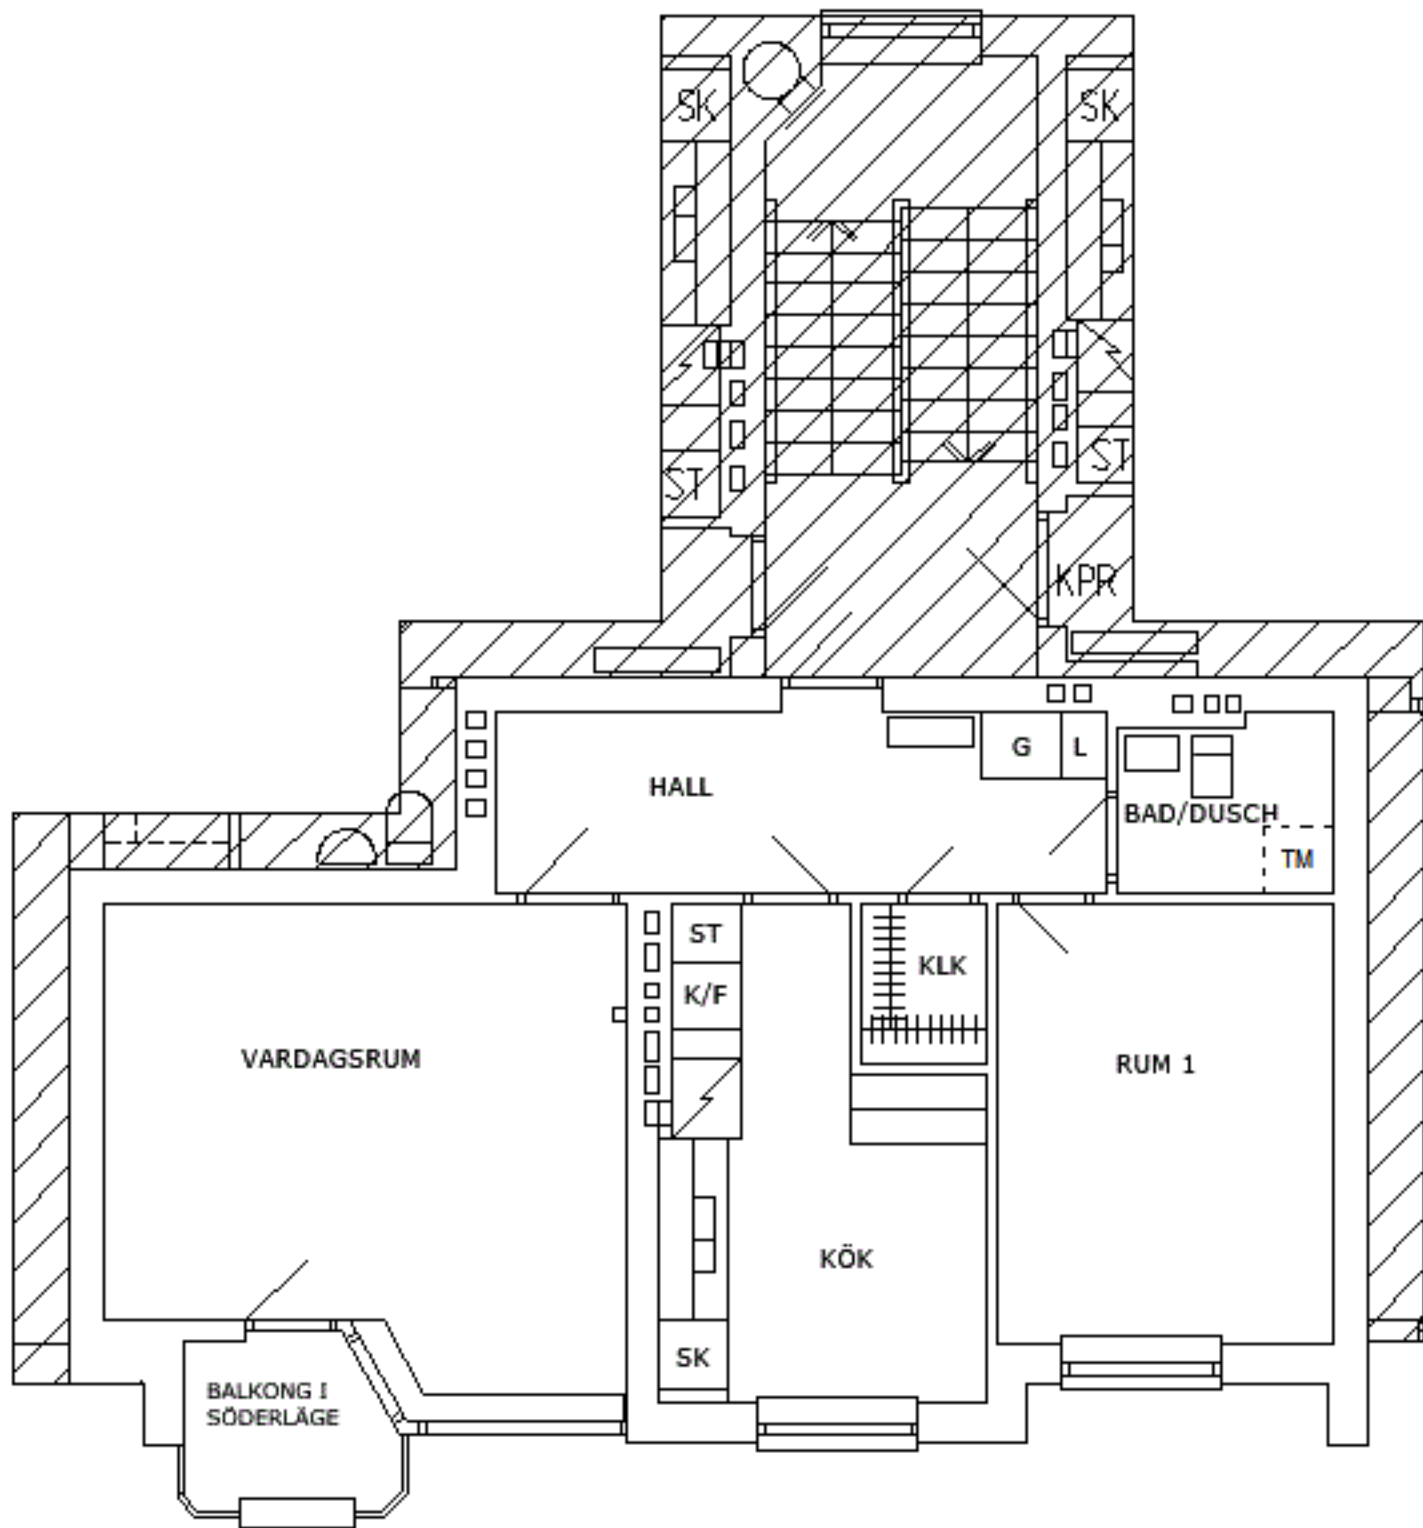 SK
SK
ST
ST
KPR
G
L
HALL
BAD/DUSCH
TM
ST
K/F
KLK
VARDAGSRUM
RUM 1
KÖK
SK
BALKONG I
SÖDERLÄGE